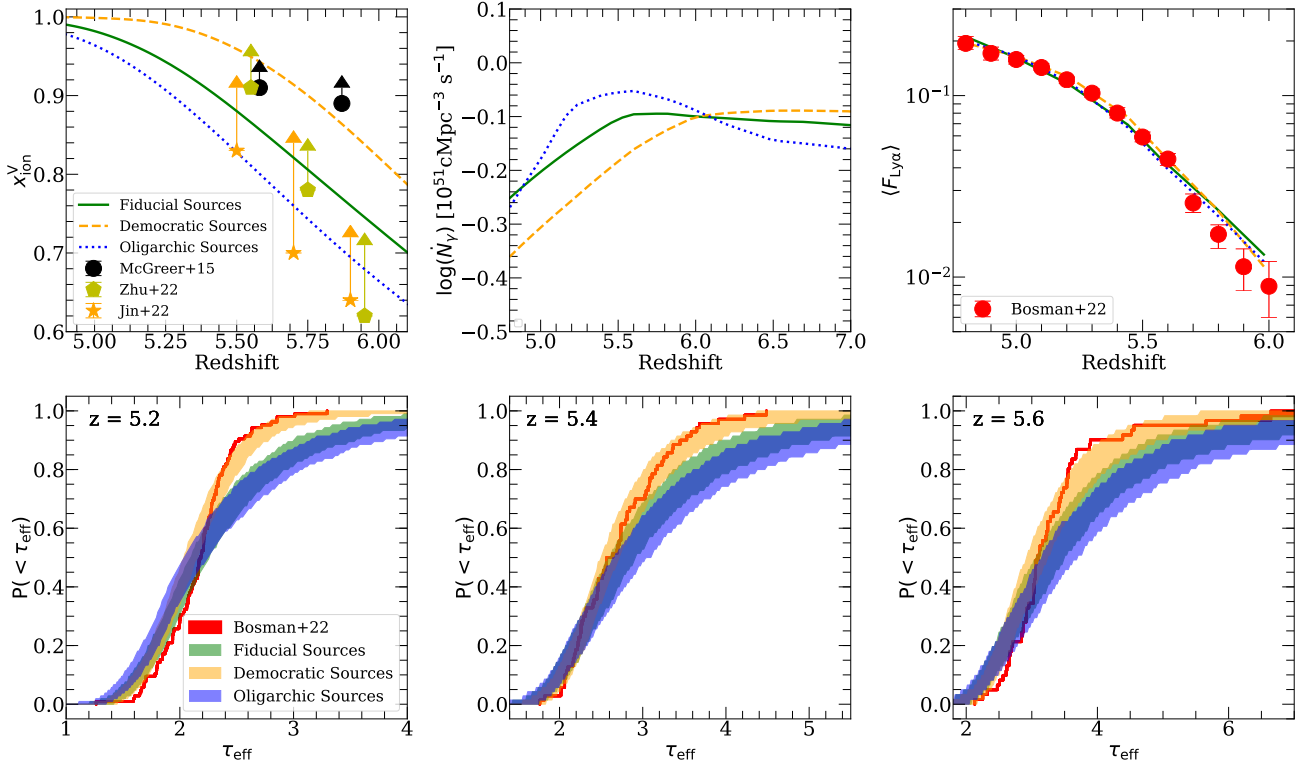 1.0
0.9
0.8
0.7
0.6
x^V_ion
5.00 5.25 5.50 5.75 6.00
Redshift
Fiducial Sources
Democratic Sources
Oligarchic Sources
McGreer+15
Zhu+22
Jin+22
0.1
0.0
−0.1
−0.2
−0.3
−0.4
−0.5
log(Ṅ_γ) [10^51 cMpc^−3 s^−1]
5.0 5.5 6.0 6.5 7.0
Redshift
10^−1
10^−2
⟨F_Lyα⟩
5.0 5.2 5.4 5.6 5.8 6.0
Redshift
Bosman+22
z = 5.2
1.0
0.8
0.6
0.4
0.2
0.0
P( < τ_eff)
1 2 3 4
τ_eff
Bosman+22
Fiducial Sources
Democratic Sources
Oligarchic Sources
z = 5.4
1.0
0.8
0.6
0.4
0.2
0.0
P( < τ_eff)
2 3 4 5
τ_eff
z = 5.6
1.0
0.8
0.6
0.4
0.2
0.0
P( < τ_eff)
2 4 6
τ_eff